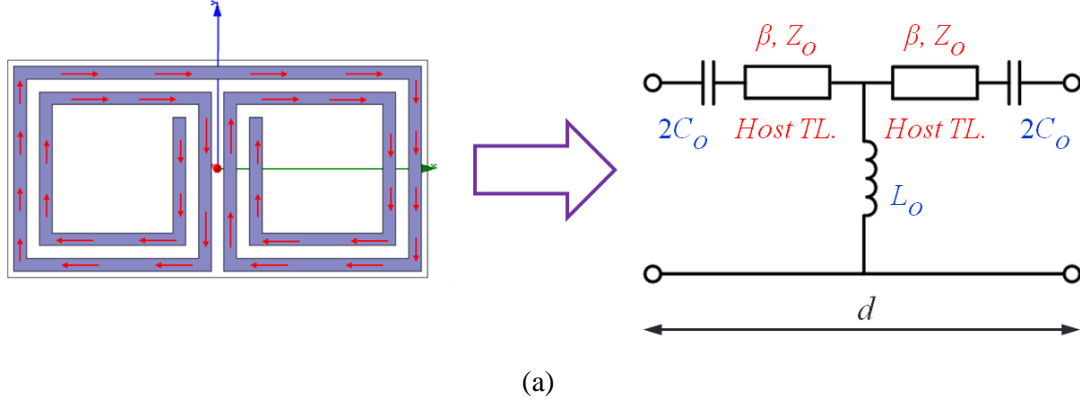 β, Z_O β, Z_O
2C_O Host TL. Host TL. 2C_O
L_O
d
(a)